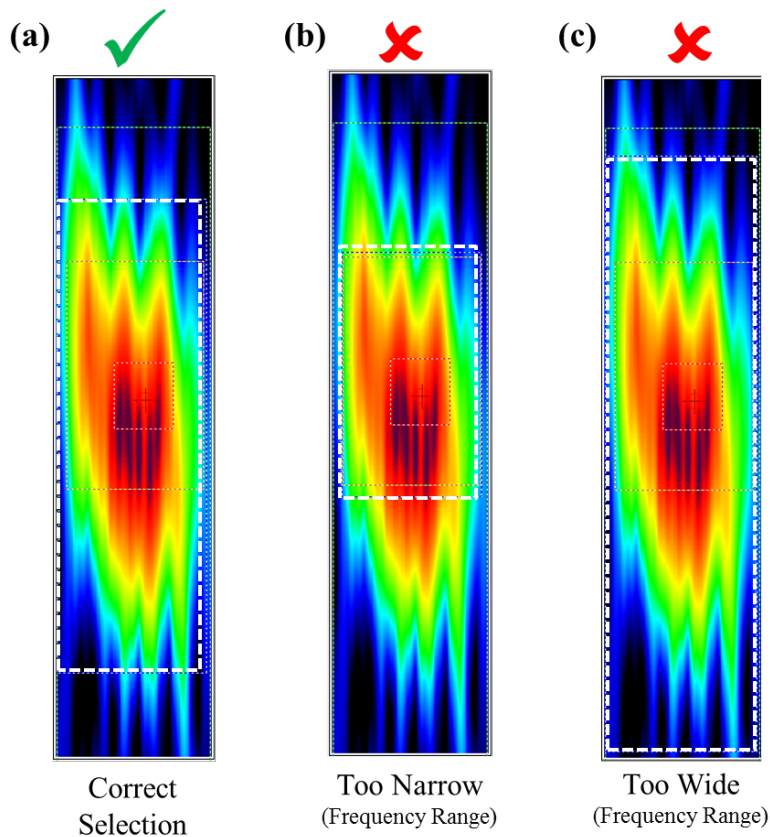 (a)
(b)
(c)
Correct
Selection
Too Narrow
(Frequency Range)
Too Wide
(Frequency Range)